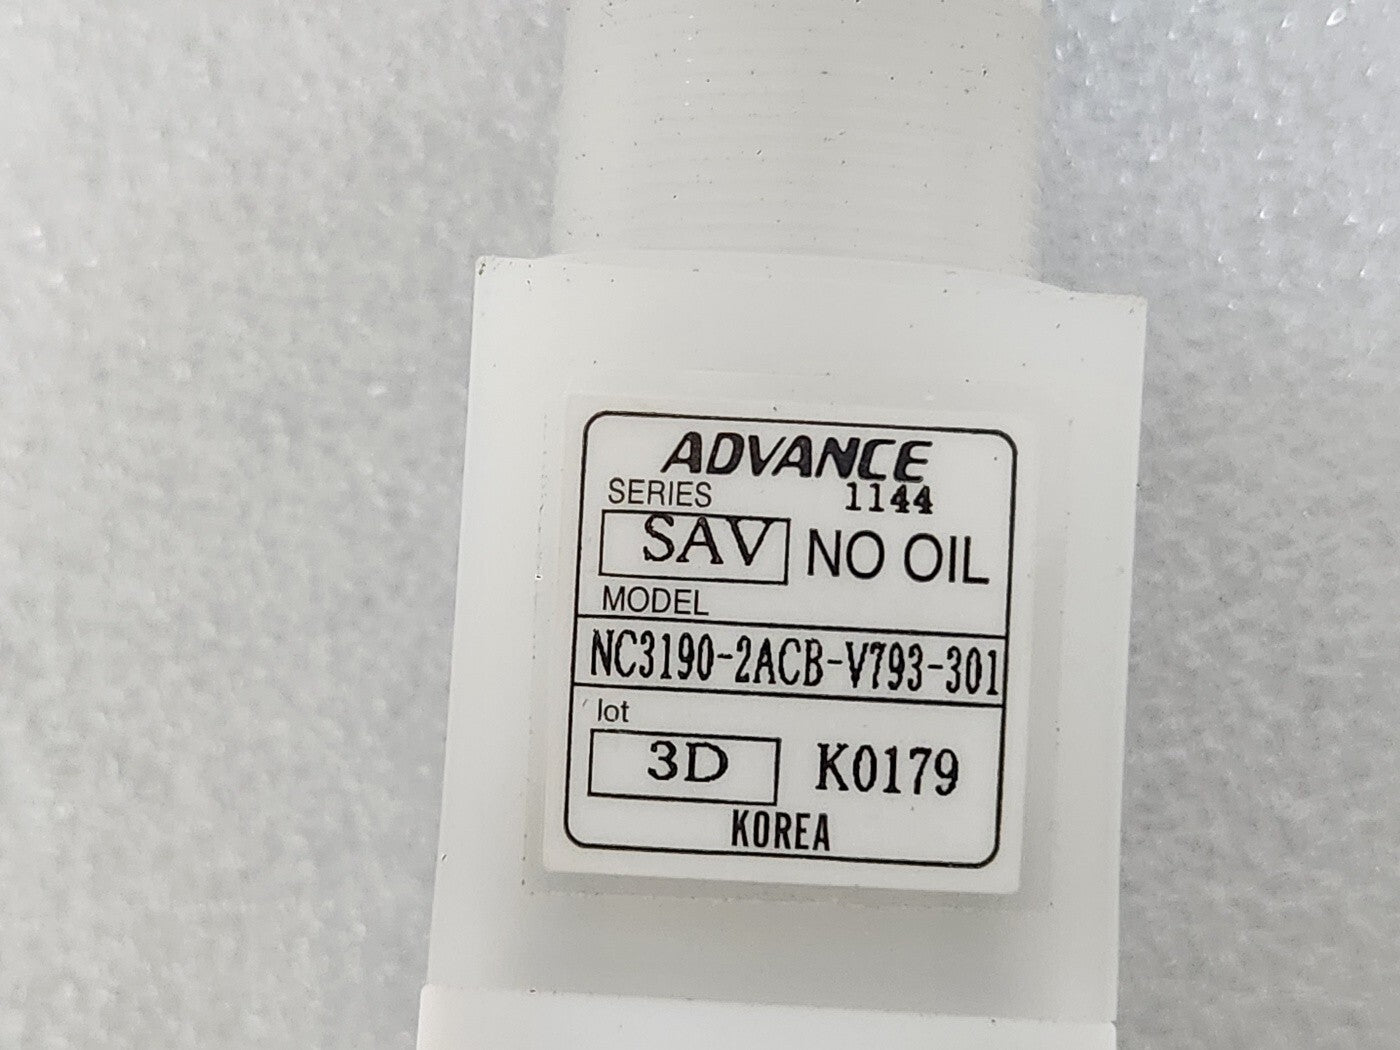 ADVANCE
SERIES 1144
SAV NO OIL
MODEL
NC3190-2ACB-V793-301
lot
3D K0179
KOREA